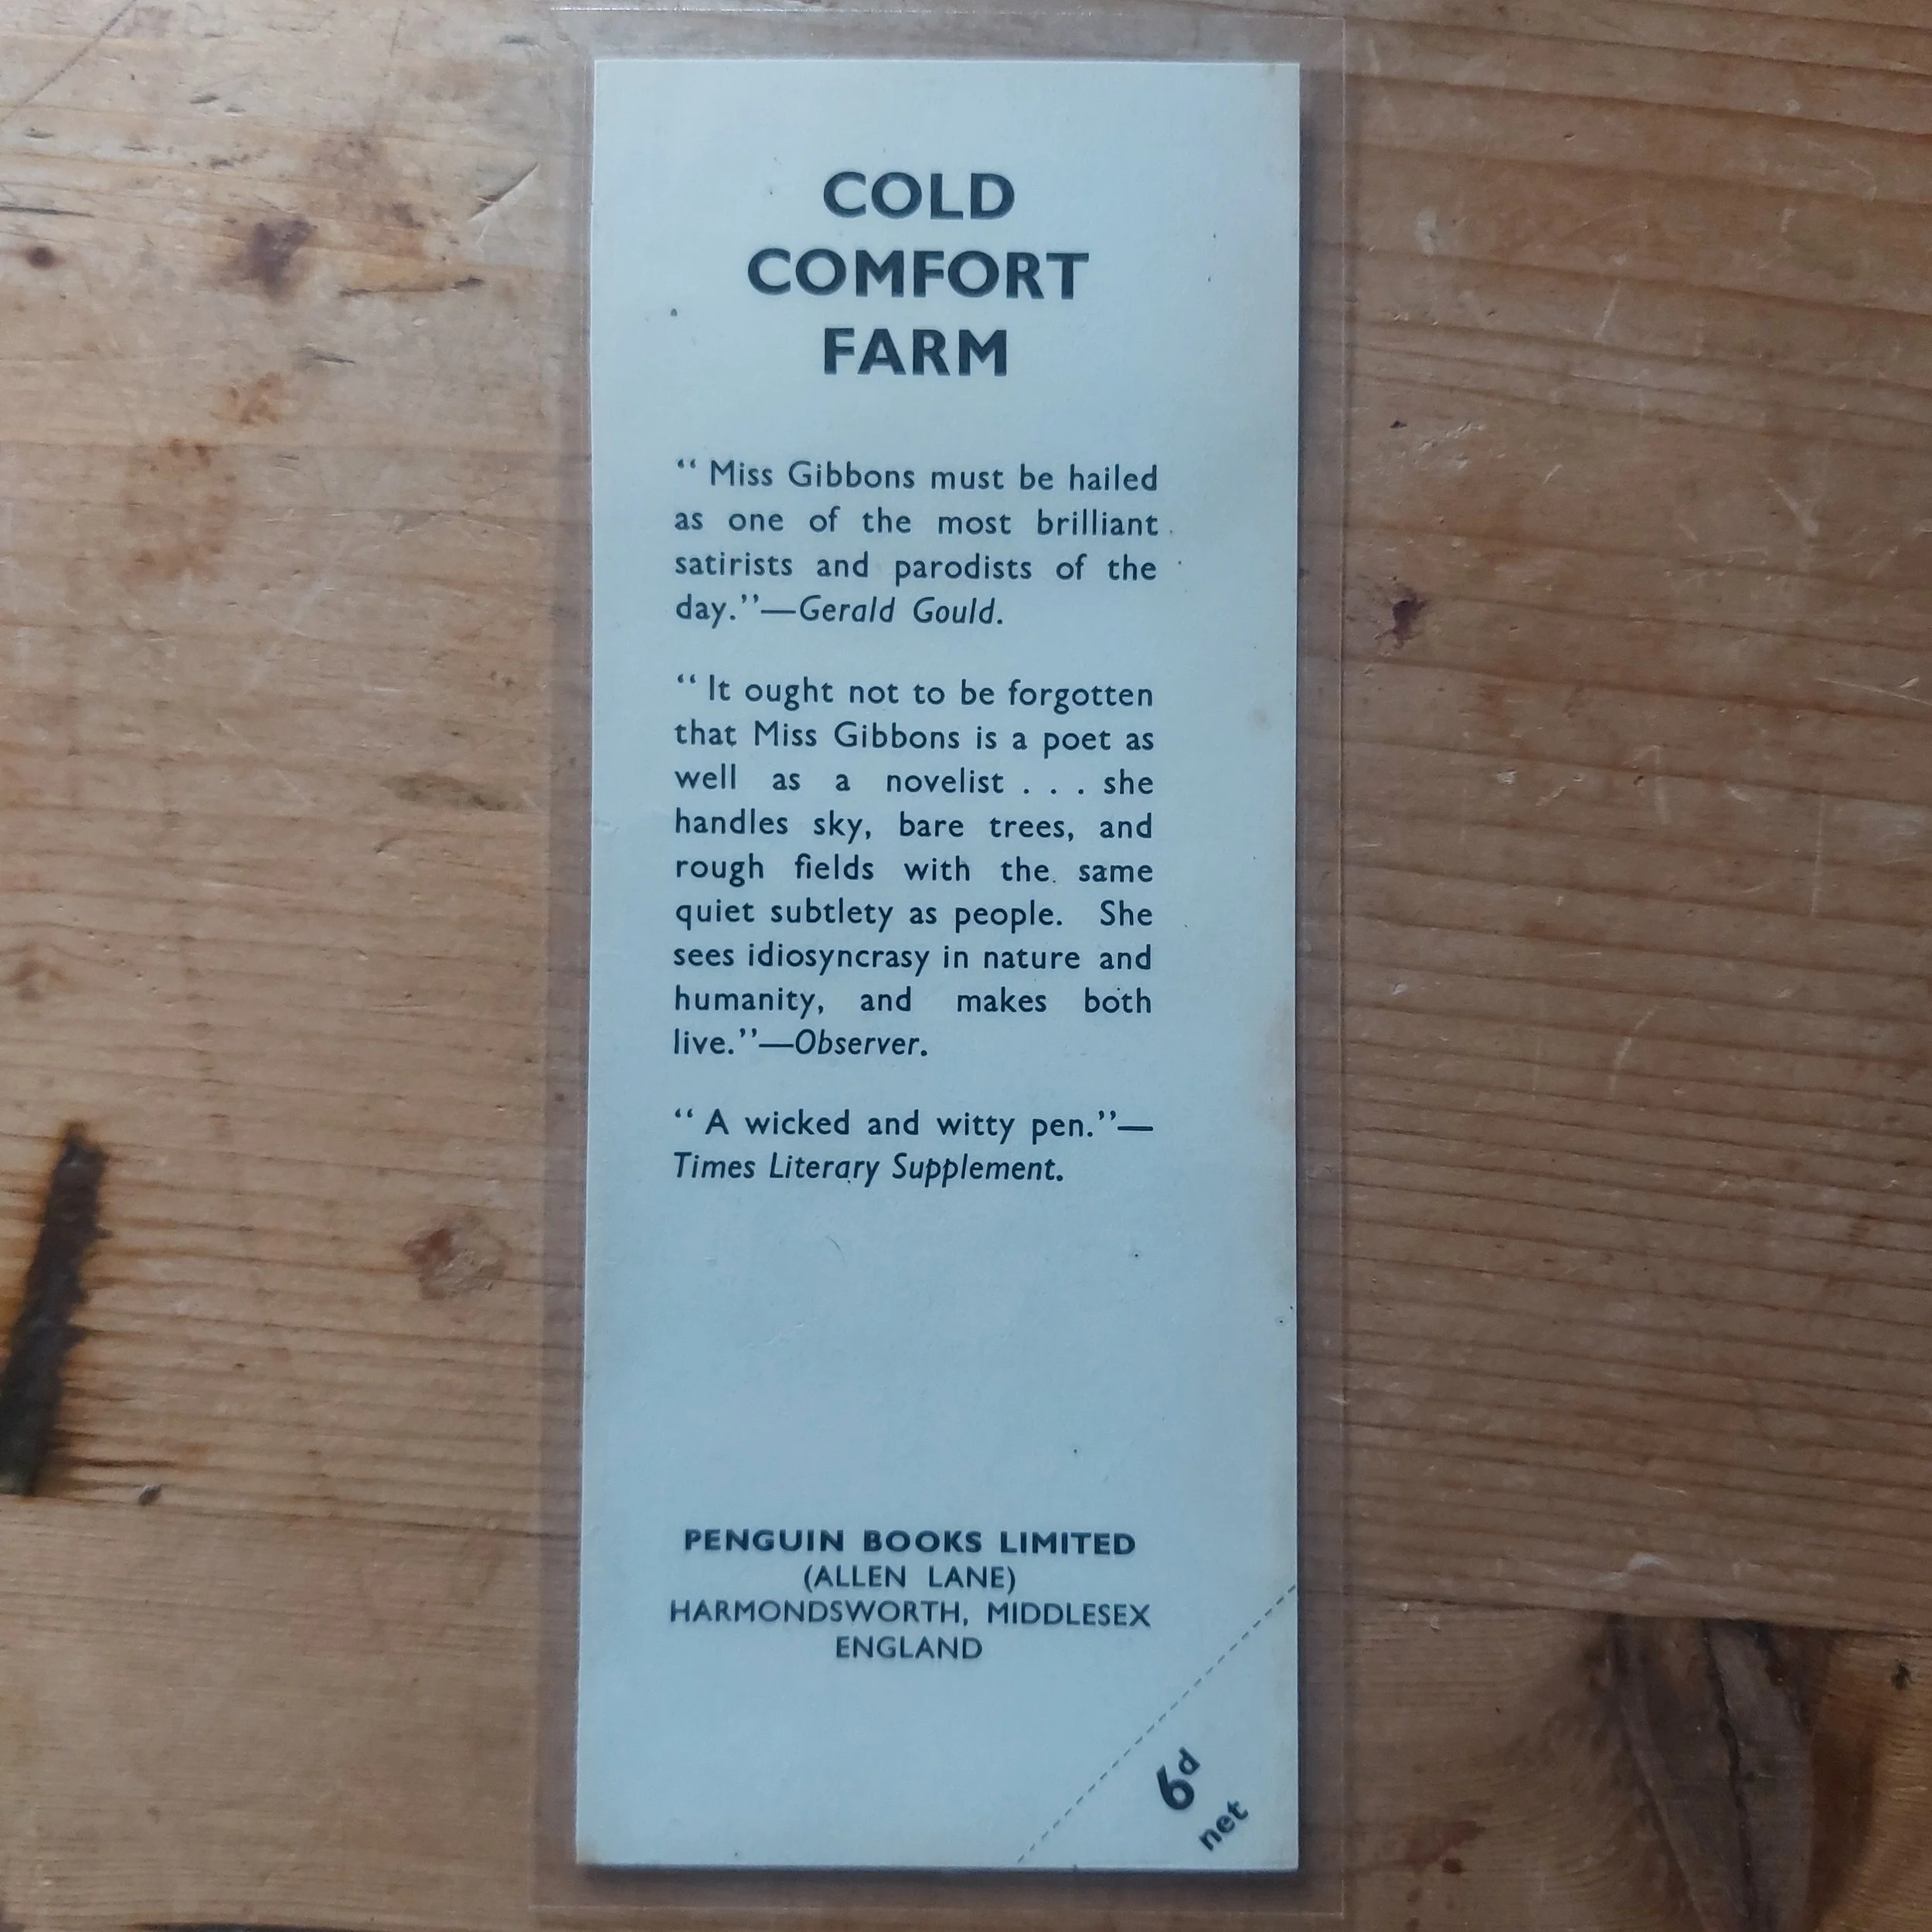 COLD
COMFORT
FARM
“ Miss Gibbons must be hailed
as one of the most brilliant
satirists and parodists of the
day.”—Gerald Gould.
“ It ought not to be forgotten
that Miss Gibbons is a poet as
well as a novelist . . . she
handles sky, bare trees, and
rough fields with the same
quiet subtlety as people. She
sees idiosyncrasy in nature and
humanity, and makes both
live.”—Observer.
“ A wicked and witty pen.”—
Times Literary Supplement.
PENGUIN BOOKS LIMITED
(ALLEN LANE)
HARMONDSWORTH, MIDDLESEX
ENGLAND
6d
net